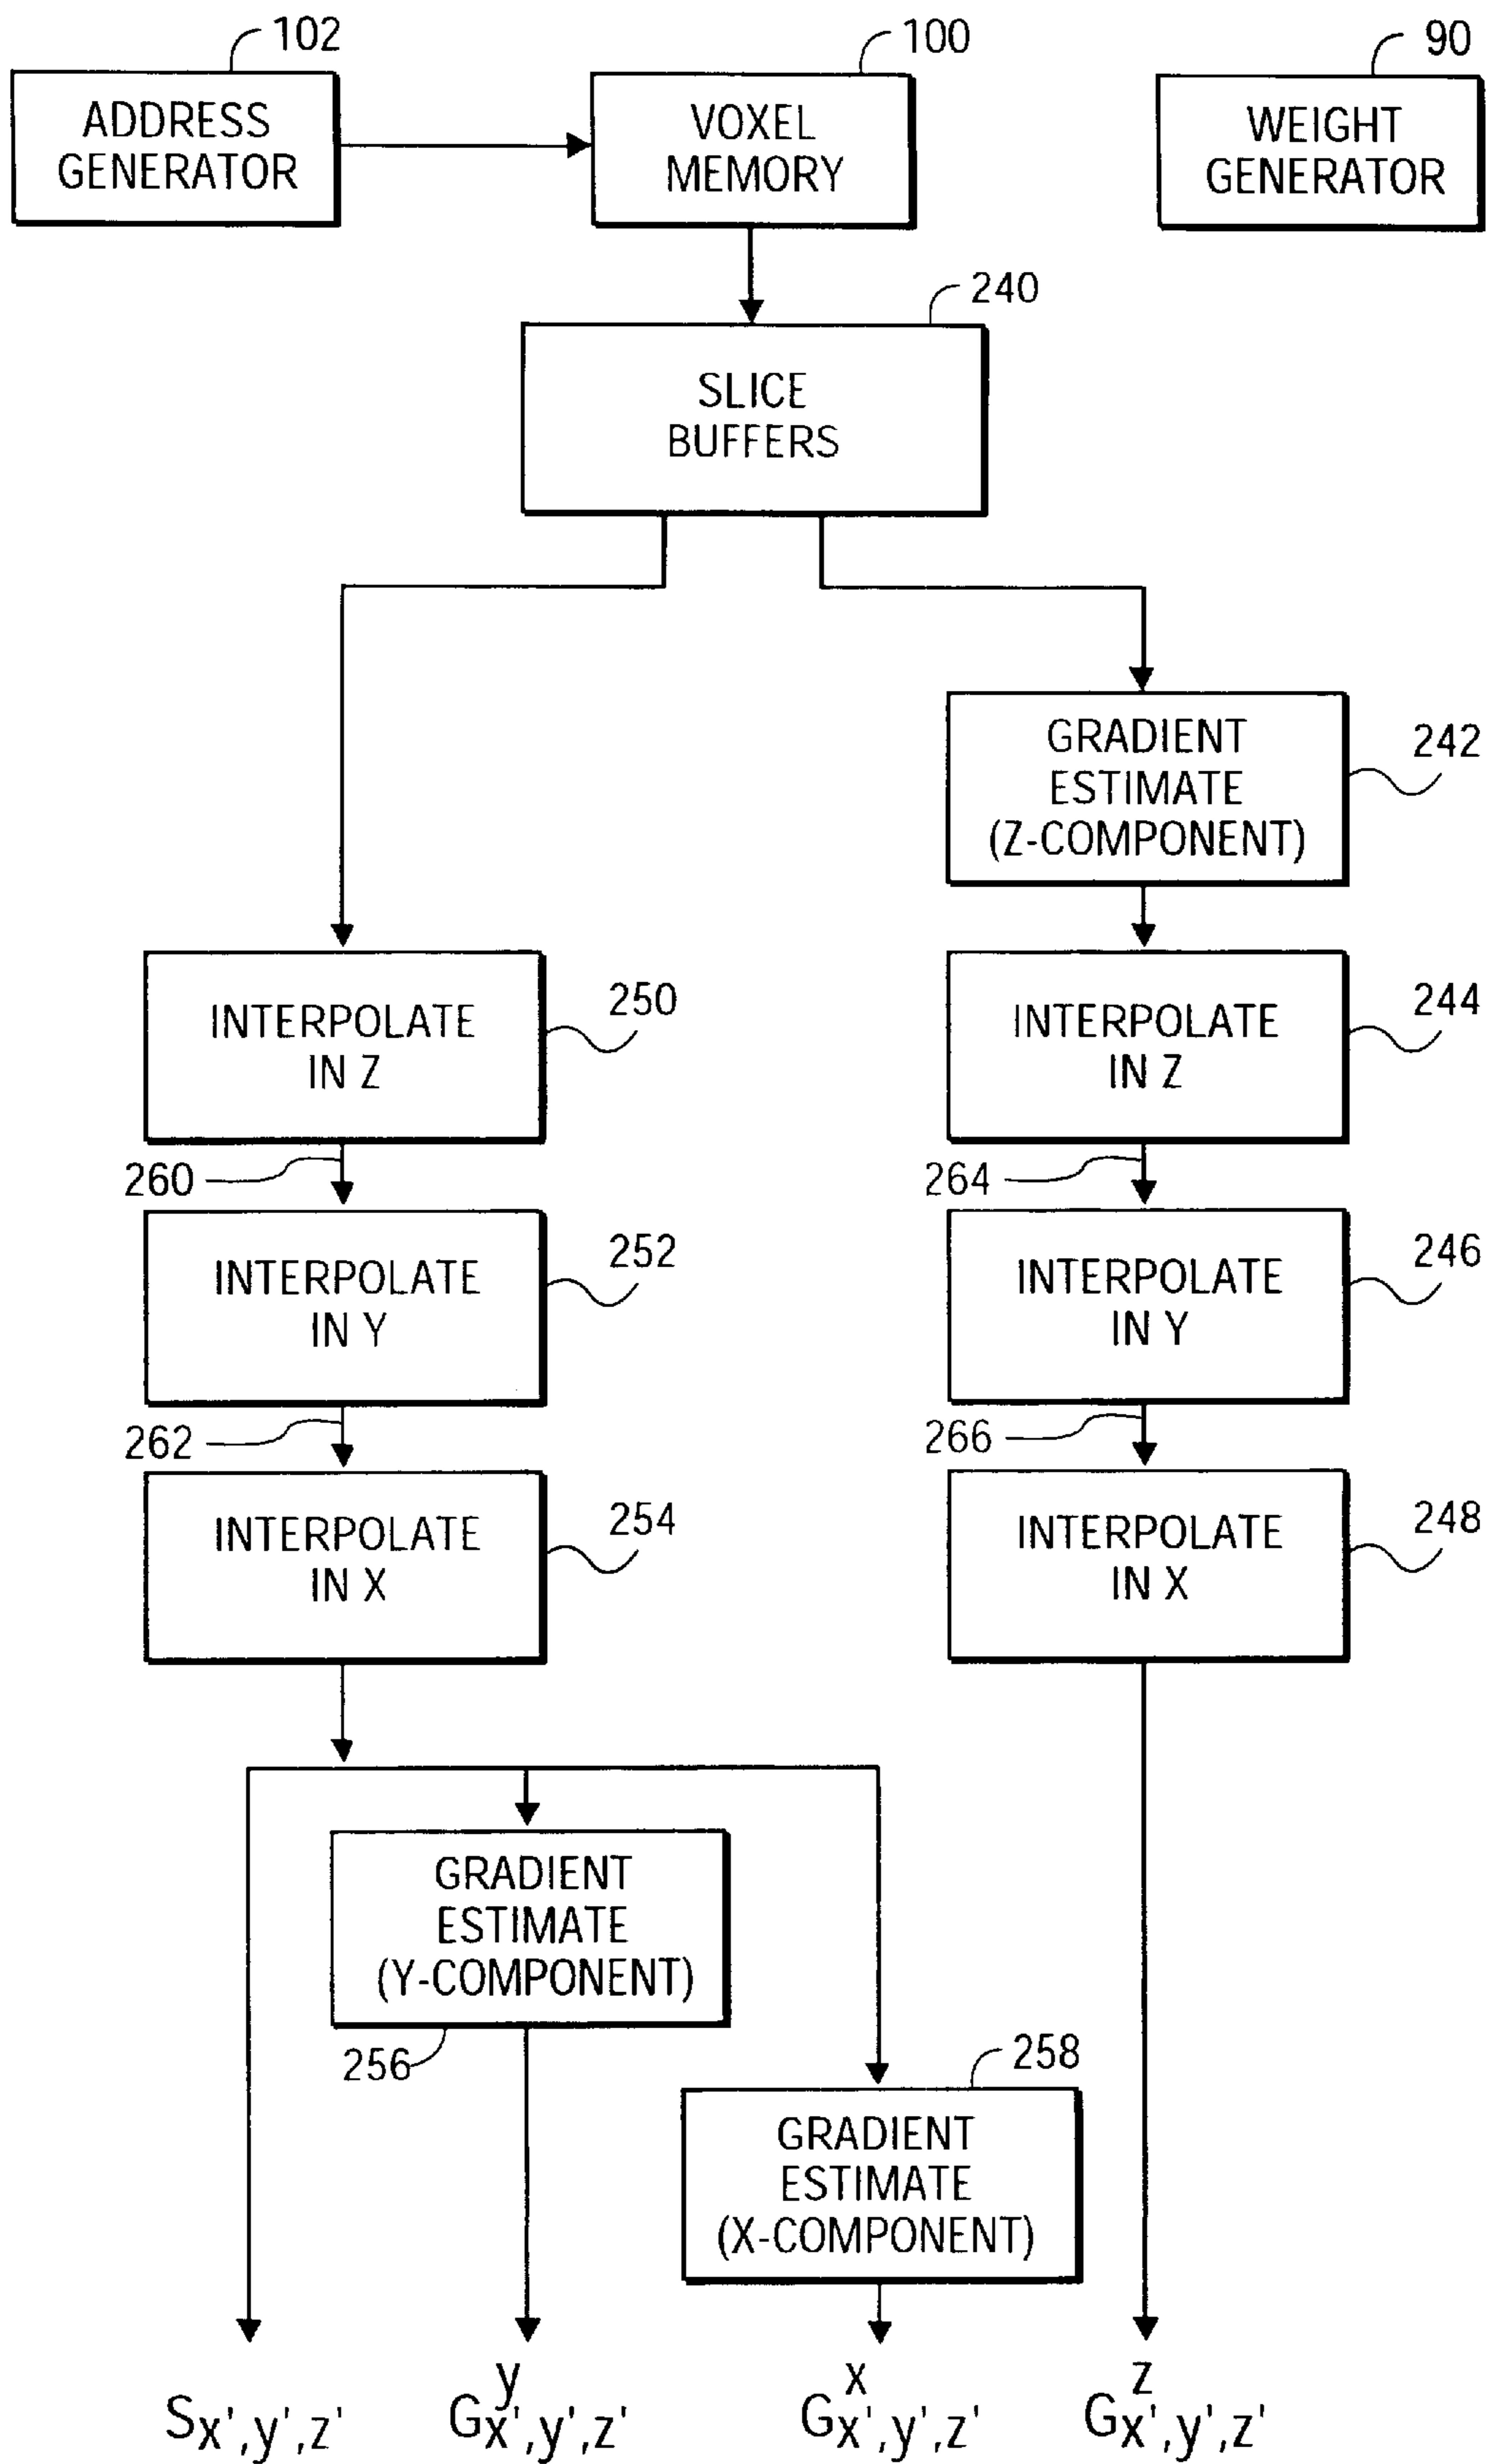 102
100
90
ADDRESS
GENERATOR
VOXEL
MEMORY
WEIGHT
GENERATOR
240
SLICE
BUFFERS
GRADIENT
ESTIMATE
(Z-COMPONENT)
242
INTERPOLATE
IN Z
250
INTERPOLATE
IN Z
244
260
264
INTERPOLATE
IN Y
252
INTERPOLATE
IN Y
246
262
266
INTERPOLATE
IN X
254
INTERPOLATE
IN X
248
GRADIENT
ESTIMATE
(Y-COMPONENT)
256
258
GRADIENT
ESTIMATE
(X-COMPONENT)
y
x
z
Sx',y',z'
Gx',y',z'
Gx',y',z'
Gx',y',z'